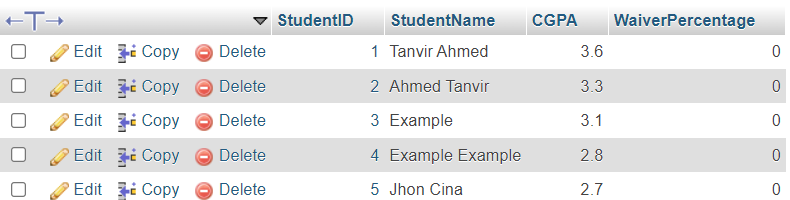 StudentID StudentName CGPA WaiverPercentage
Edit Copy Delete 1 Tanvir Ahmed 3.6 0
Edit Copy Delete 2 Ahmed Tanvir 3.3 0
Edit Copy Delete 3 Example 3.1 0
Edit Copy Delete 4 Example Example 2.8 0
Edit Copy Delete 5 Jhon Cina 2.7 0